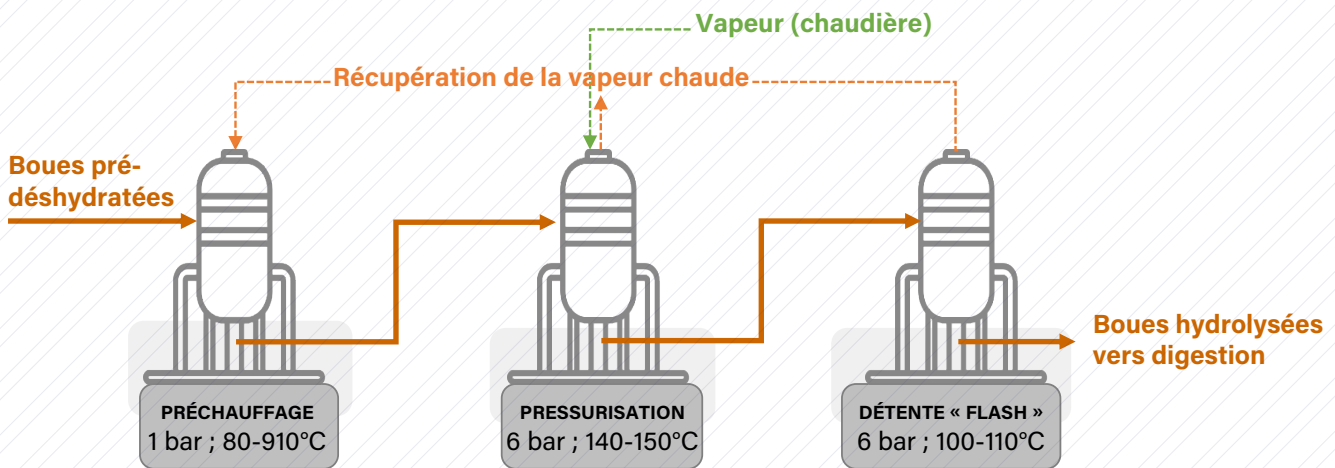 Vapeur (chaudière)
Récupération de la vapeur chaude
Boues pré-
déshydratées
Boues hydrolysées
vers digestion
PRÉCHAUFFAGE
1 bar ; 80-910°C
PRESSURISATION
6 bar ; 140-150°C
DÉTENTE « FLASH »
6 bar ; 100-110°C